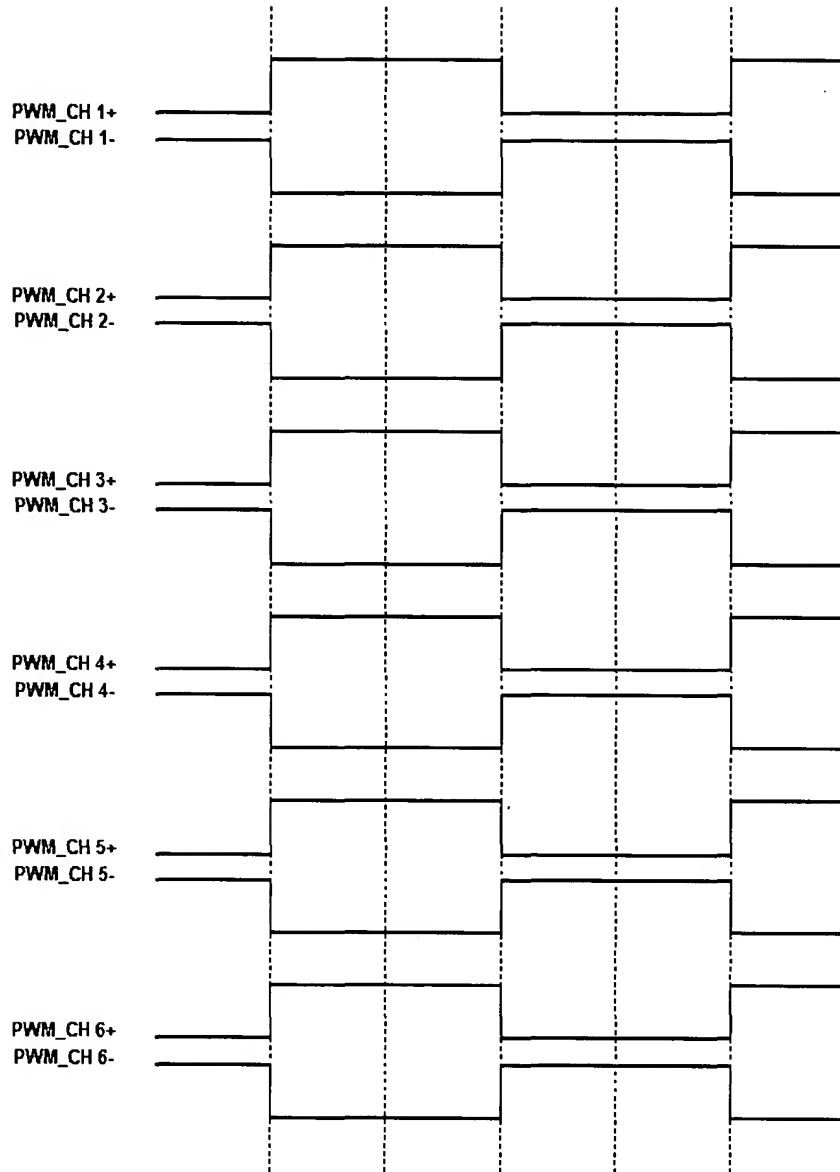 PWM_CH 1+
PWM_CH 1-
PWM_CH 2+
PWM_CH 2-
PWM_CH 3+
PWM_CH 3-
PWM_CH 4+
PWM_CH 4-
PWM_CH 5+
PWM_CH 5-
PWM_CH 6+
PWM_CH 6-